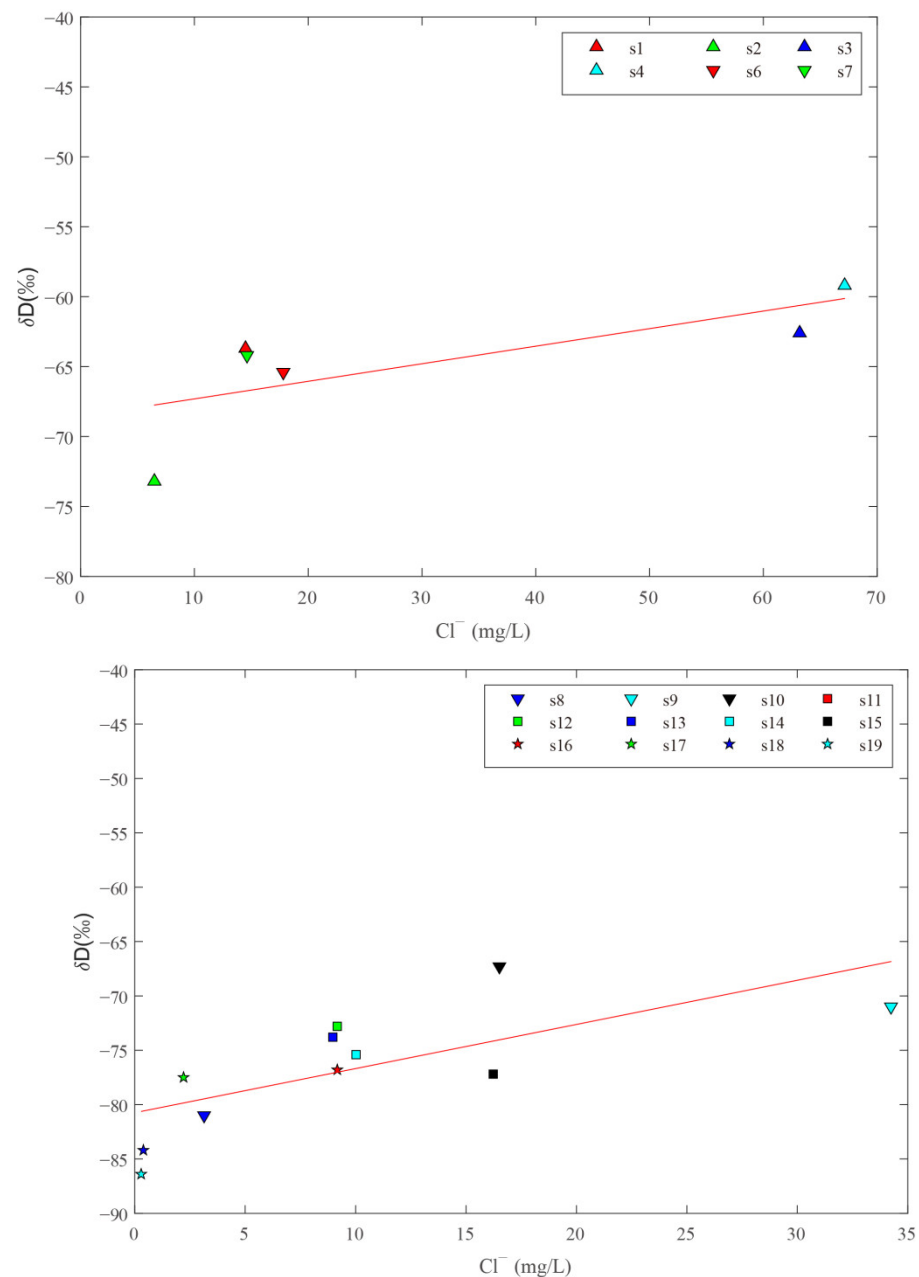 −40
s1 s2 s3
s4 s6 s7
−45
−50
−55
δD(‰)
−60
−65
−70
−75
−80
0 10 20 30 40 50 60 70
Cl− (mg/L)
−40
s8 s9 s10 s11
s12 s13 s14 s15
s16 s17 s18 s19
−45
−50
−55
−60
δD(‰)
−65
−70
−75
−80
−85
−90
0 5 10 15 20 25 30 35
Cl− (mg/L)